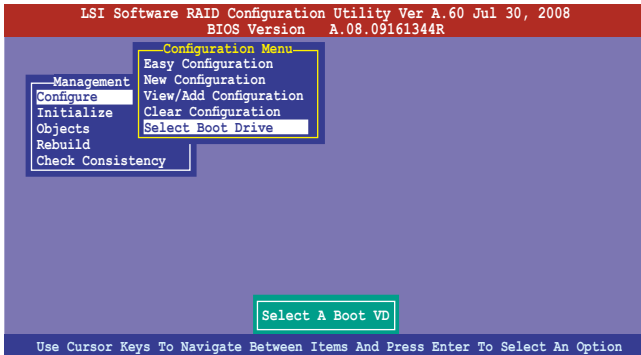 LSI Software RAID Configuration Utility Ver A.60 Jul 30, 2008
BIOS Version A.08.09161344R
Configuration Menu
Easy Configuration
New Configuration
View/Add Configuration
Clear Configuration
Select Boot Drive
Management
Configure
Initialize
Objects
Rebuild
Check Consistency
Select A Boot VD
Use Cursor Keys To Navigate Between Items And Press Enter To Select An Option